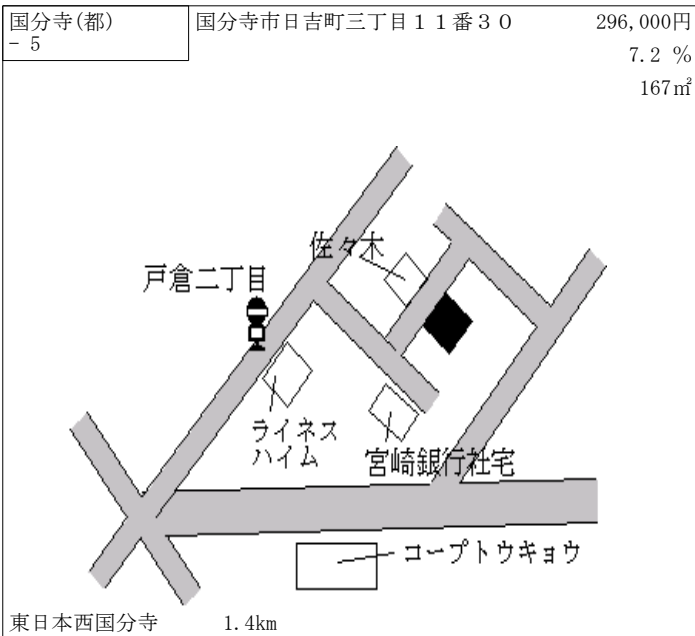 国分寺(都)
- 5
国分寺市日吉町三丁目11番30
296,000円
7.2 %
167㎡
佐々木
戸倉二丁目
ライネス
ハイム
宮崎銀行社宅
コープトウキョウ
東日本西国分寺 1.4km